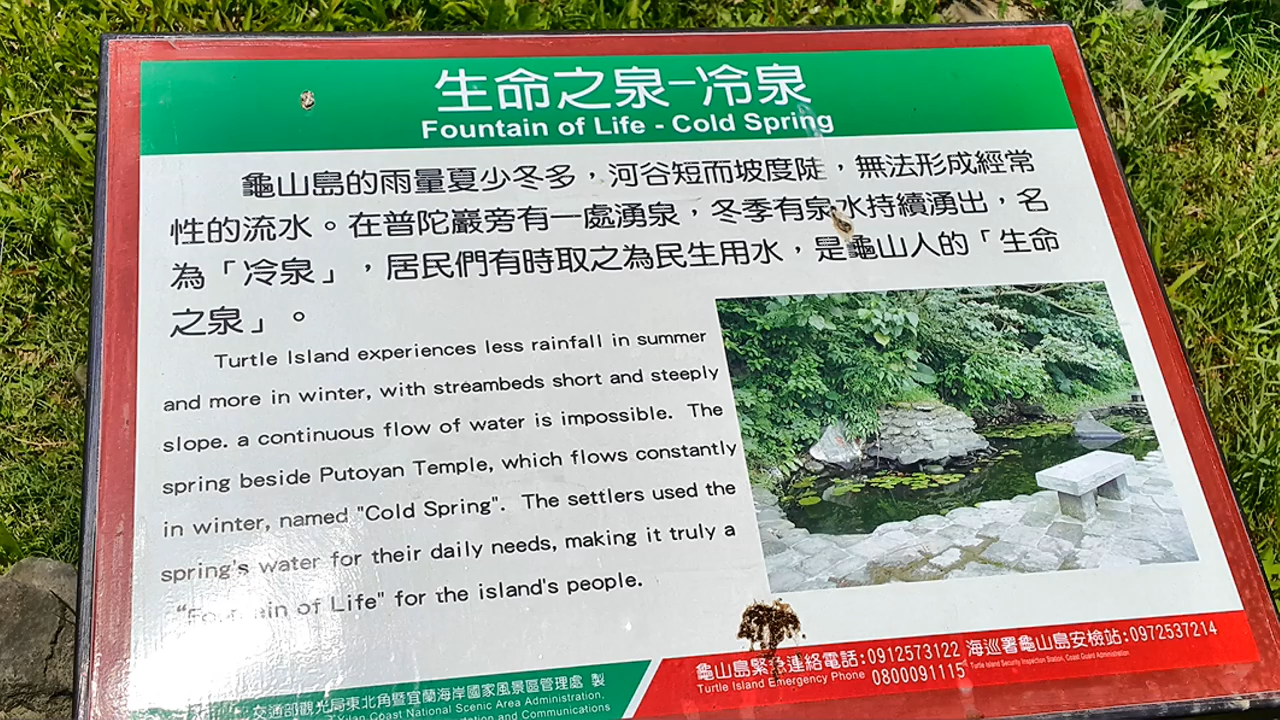 生命之泉-冷泉
Fountain of Life - Cold Spring
龜山島的雨量夏少冬多，河谷短而坡度陡，無法形成經常
性的流水。在普陀巖旁有一處湧泉，冬季有泉水持續湧出，名
為「冷泉」，居民們有時取之為民生用水，是龜山人的「生命
之泉」。
Turtle Island experiences less rainfall in summer
and more in winter, with streambeds short and steeply
slope. a continuous flow of water is impossible. The
spring beside Putoyan Temple, which flows constantly
in winter, named "Cold Spring". The settlers used the
spring's water for their daily needs, making it truly a
“Fountain of Life" for the island's people.
交通部觀光局東北角暨宜蘭海岸國家風景區管理處 製
Yilan Coast National Scenic Area Administration,
and Communications
龜山島緊急連絡電話:0912573122 海巡署龜山島安檢站:0972537214
Turtle Island Emergency Phone 0800091115 Turtle Island Security Inspection Station, Coast Guard Administration